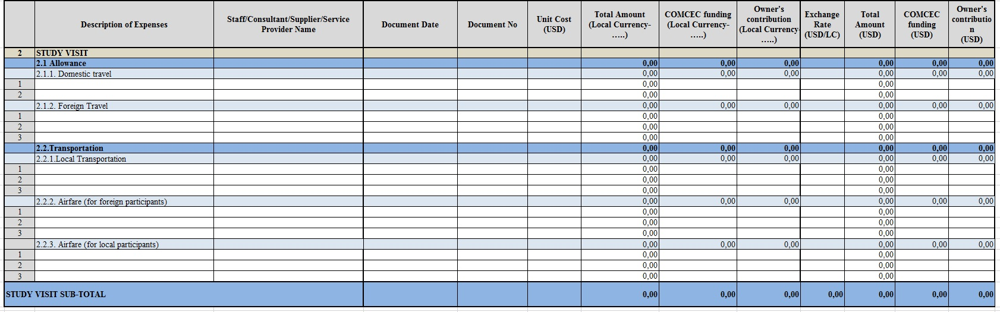 Description of Expenses Staff/Consultant/Supplier/Service Provider Name Document Date Document No Unit Cost (USD) Total Amount (Local Currency-…..) COMCEC funding (Local Currency-…..) Owner's contribution (Local Currency-…..) Exchange Rate (USD/LC) Total Amount (USD) COMCEC funding (USD) Owner's contribution (USD)
2 STUDY VISIT
2.1 Allowance 0,00 0,00 0,00 0,00 0,00 0,00
2.1.1. Domestic travel 0,00 0,00 0,00 0,00 0,00 0,00
1 0,00 0,00
2 0,00 0,00
2.1.2. Foreign Travel 0,00 0,00 0,00 0,00 0,00 0,00
1 0,00 0,00
2 0,00 0,00
3 0,00 0,00
2.2.Transportation 0,00 0,00 0,00 0,00 0,00 0,00
2.2.1.Local Transportation 0,00 0,00 0,00 0,00 0,00 0,00
1 0,00 0,00
2 0,00 0,00
3 0,00 0,00
2.2.2. Airfare (for foreign participants) 0,00 0,00 0,00 0,00 0,00 0,00
1 0,00 0,00
2 0,00 0,00
3 0,00 0,00
2.2.3. Airfare (for local participants) 0,00 0,00 0,00 0,00 0,00 0,00
1 0,00 0,00
2 0,00 0,00
3 0,00 0,00
STUDY VISIT SUB-TOTAL 0,00 0,00 0,00 0,00 0,00 0,00 0,00